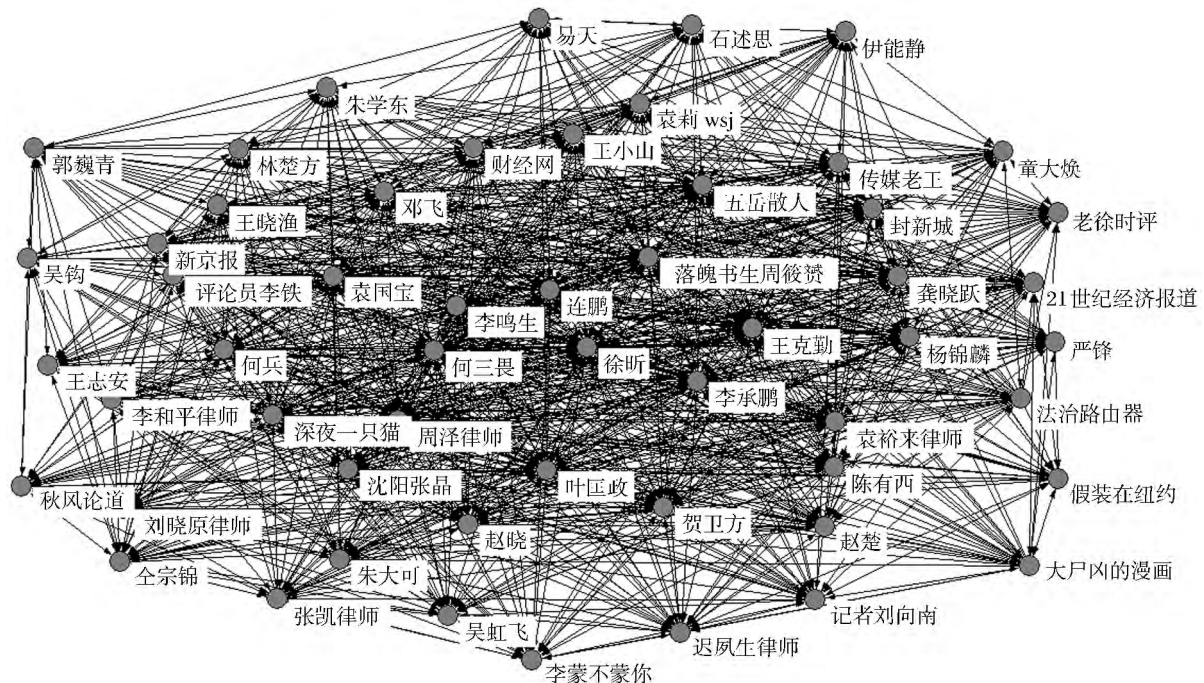 易天
石述思
伊能静
朱学东
袁莉 wsj
郭巍青
林楚方
财经网
王小山
传媒老王
童大焕
邓飞
五岳散人
王晓渔
封新城
老徐时评
吴钩
新京报
落魄书生周筱赟
评论员李铁
袁国宝
连鹏
龚晓跃
21世纪经济报道
李鸣生
王克勤
杨锦麟
严锋
王志安
何兵
何三畏
徐昕
李承鹏
李和平律师
深夜一只猫
周泽律师
袁裕来律师
法治路由器
秋风论道
沈阳张晶
叶匡政
陈有西
假装在纽约
刘晓原律师
赵晓
贺卫方
赵楚
仝宗锦
朱大可
大尸凶的漫画
张凯律师
吴虹飞
记者刘向南
迟夙生律师
李蒙不蒙你